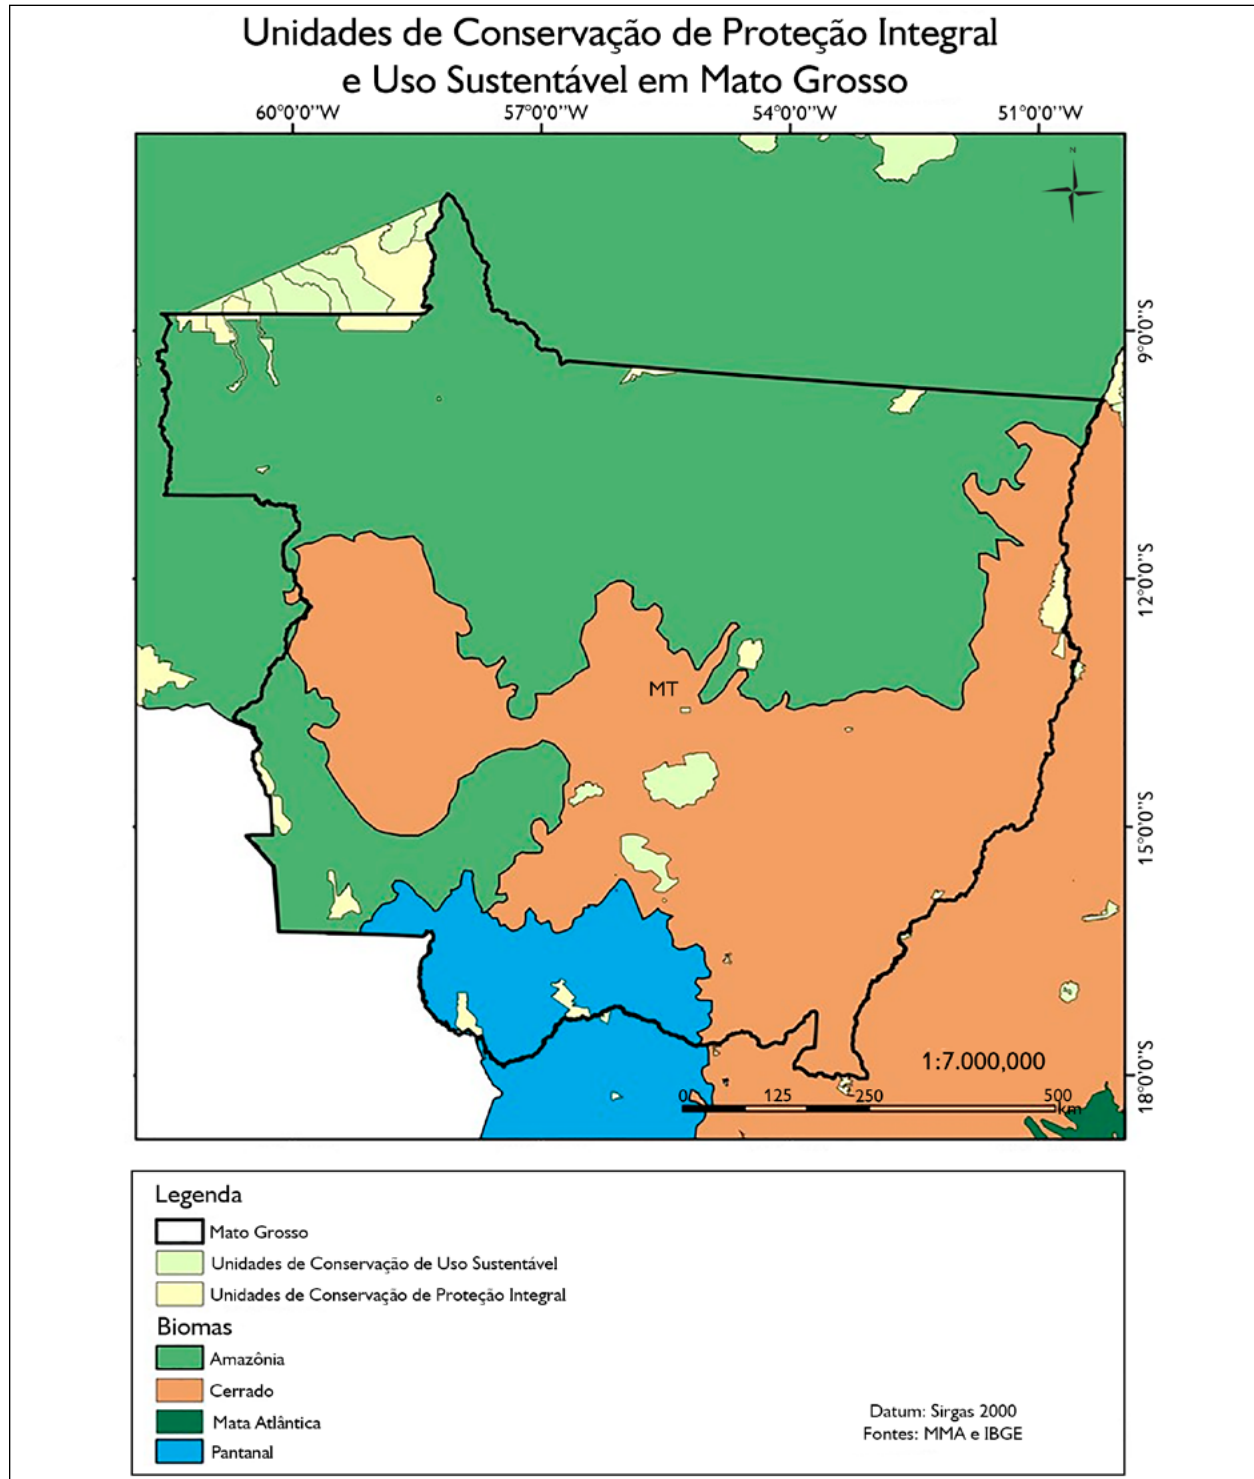 Unidades de Conservação de Proteção Integral
e Uso Sustentável em Mato Grosso
60°0'0''W 57°0'0''W 54°0'0''W 51°0'0''W
N
9°0'0''S
12°0'0''S
MT
15°0'0''S
18°0'0''S
1:7.000,000
00 125 250 500
km
Legenda
Mato Grosso
Unidades de Conservação de Uso Sustentável
Unidades de Conservação de Proteção Integral
Biomas
Amazônia
Cerrado
Mata Atlântica
Pantanal
Datum: Sirgas 2000
Fontes: MMA e IBGE